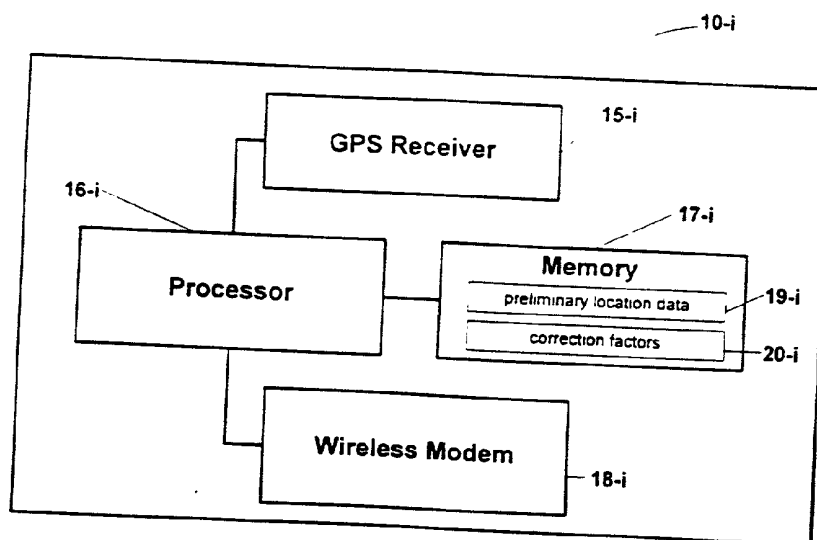 10-i
15-i
GPS Receiver
16-i
17-i
Memory
Processor
preliminary location data
19-i
correction factors
20-i
Wireless Modem
18-i